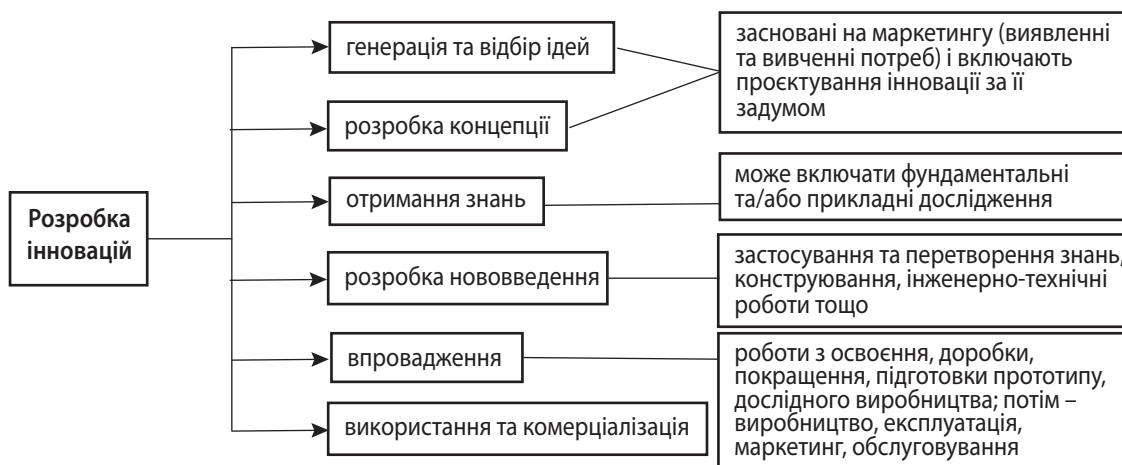 Розробка
інновацій
генерація та відбір ідей
розробка концепції
отримання знань
розробка нововведення
впровадження
використання та комерціалізація
засновані на маркетингу (виявленні
та вивченні потреб) і включають
проєктування інновації за її
задумом
може включати фундаментальні
та/або прикладні дослідження
застосування та перетворення знань,
конструювання, інженерно-технічні
роботи тощо
роботи з освоєння, доробки,
покращення, підготовки прототипу,
дослідного виробництва; потім –
виробництво, експлуатація,
маркетинг, обслуговування